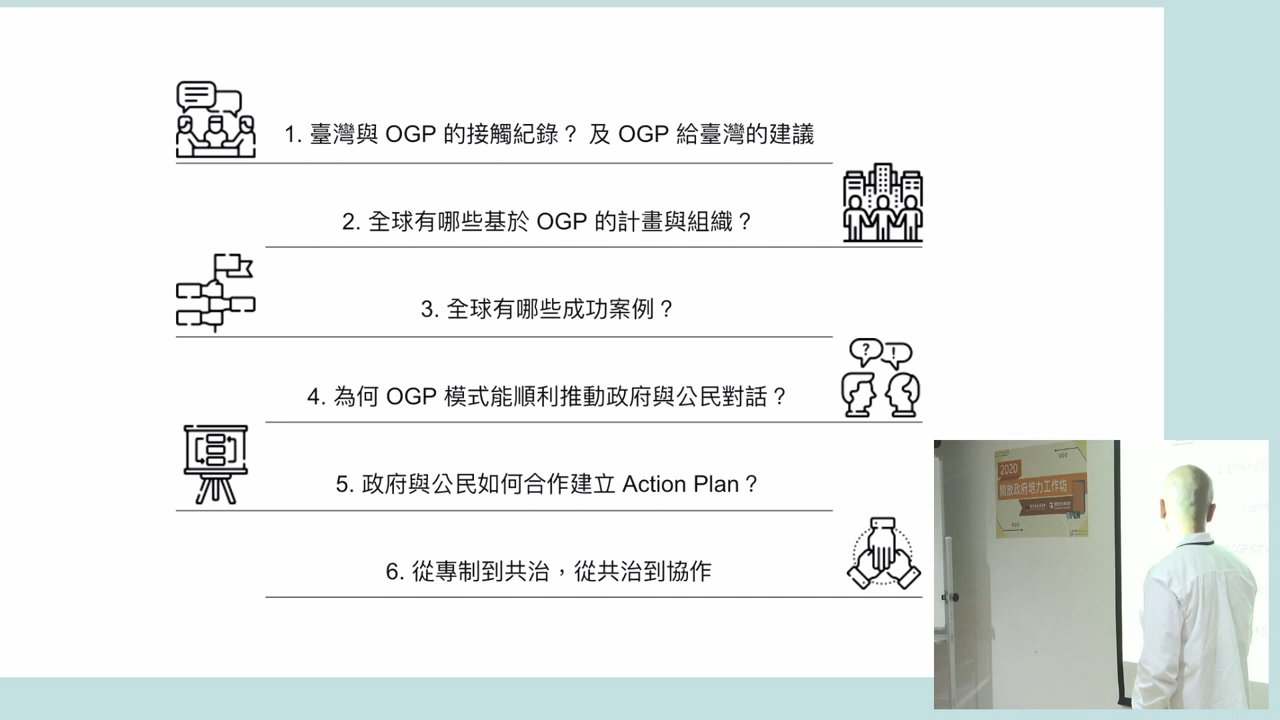 1. 臺灣與 OGP 的接觸紀錄？ 及 OGP 給臺灣的建議
2. 全球有哪些基於 OGP 的計畫與組織？
3. 全球有哪些成功案例？
4. 為何 OGP 模式能順利推動政府與公民對話？
?
!
5. 政府與公民如何合作建立 Action Plan？
6. 從專制到共治，從共治到協作
2020
開放政府培力工作坊